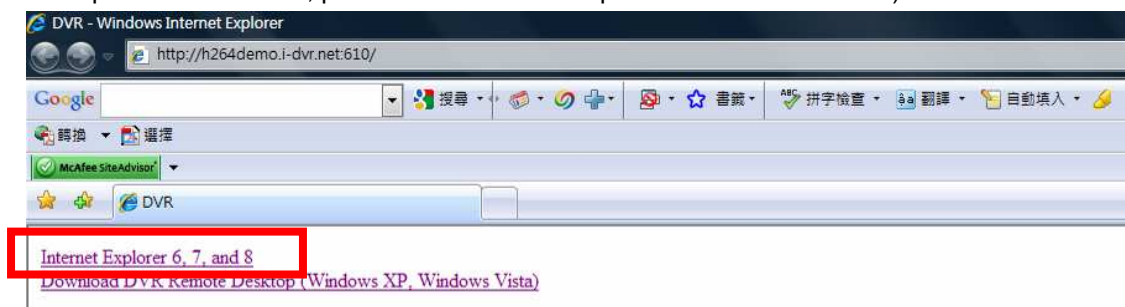 DVR - Windows Internet Explorer
http://h264demo.i-dvr.net:610/
Google 搜尋 書籤 ABC 拼字檢查 âa 翻譯 自動填入
轉換 選擇
McAfee SiteAdvisor
DVR
Internet Explorer 6, 7, and 8
Download DVR Remote Desktop (Windows XP, Windows Vista)